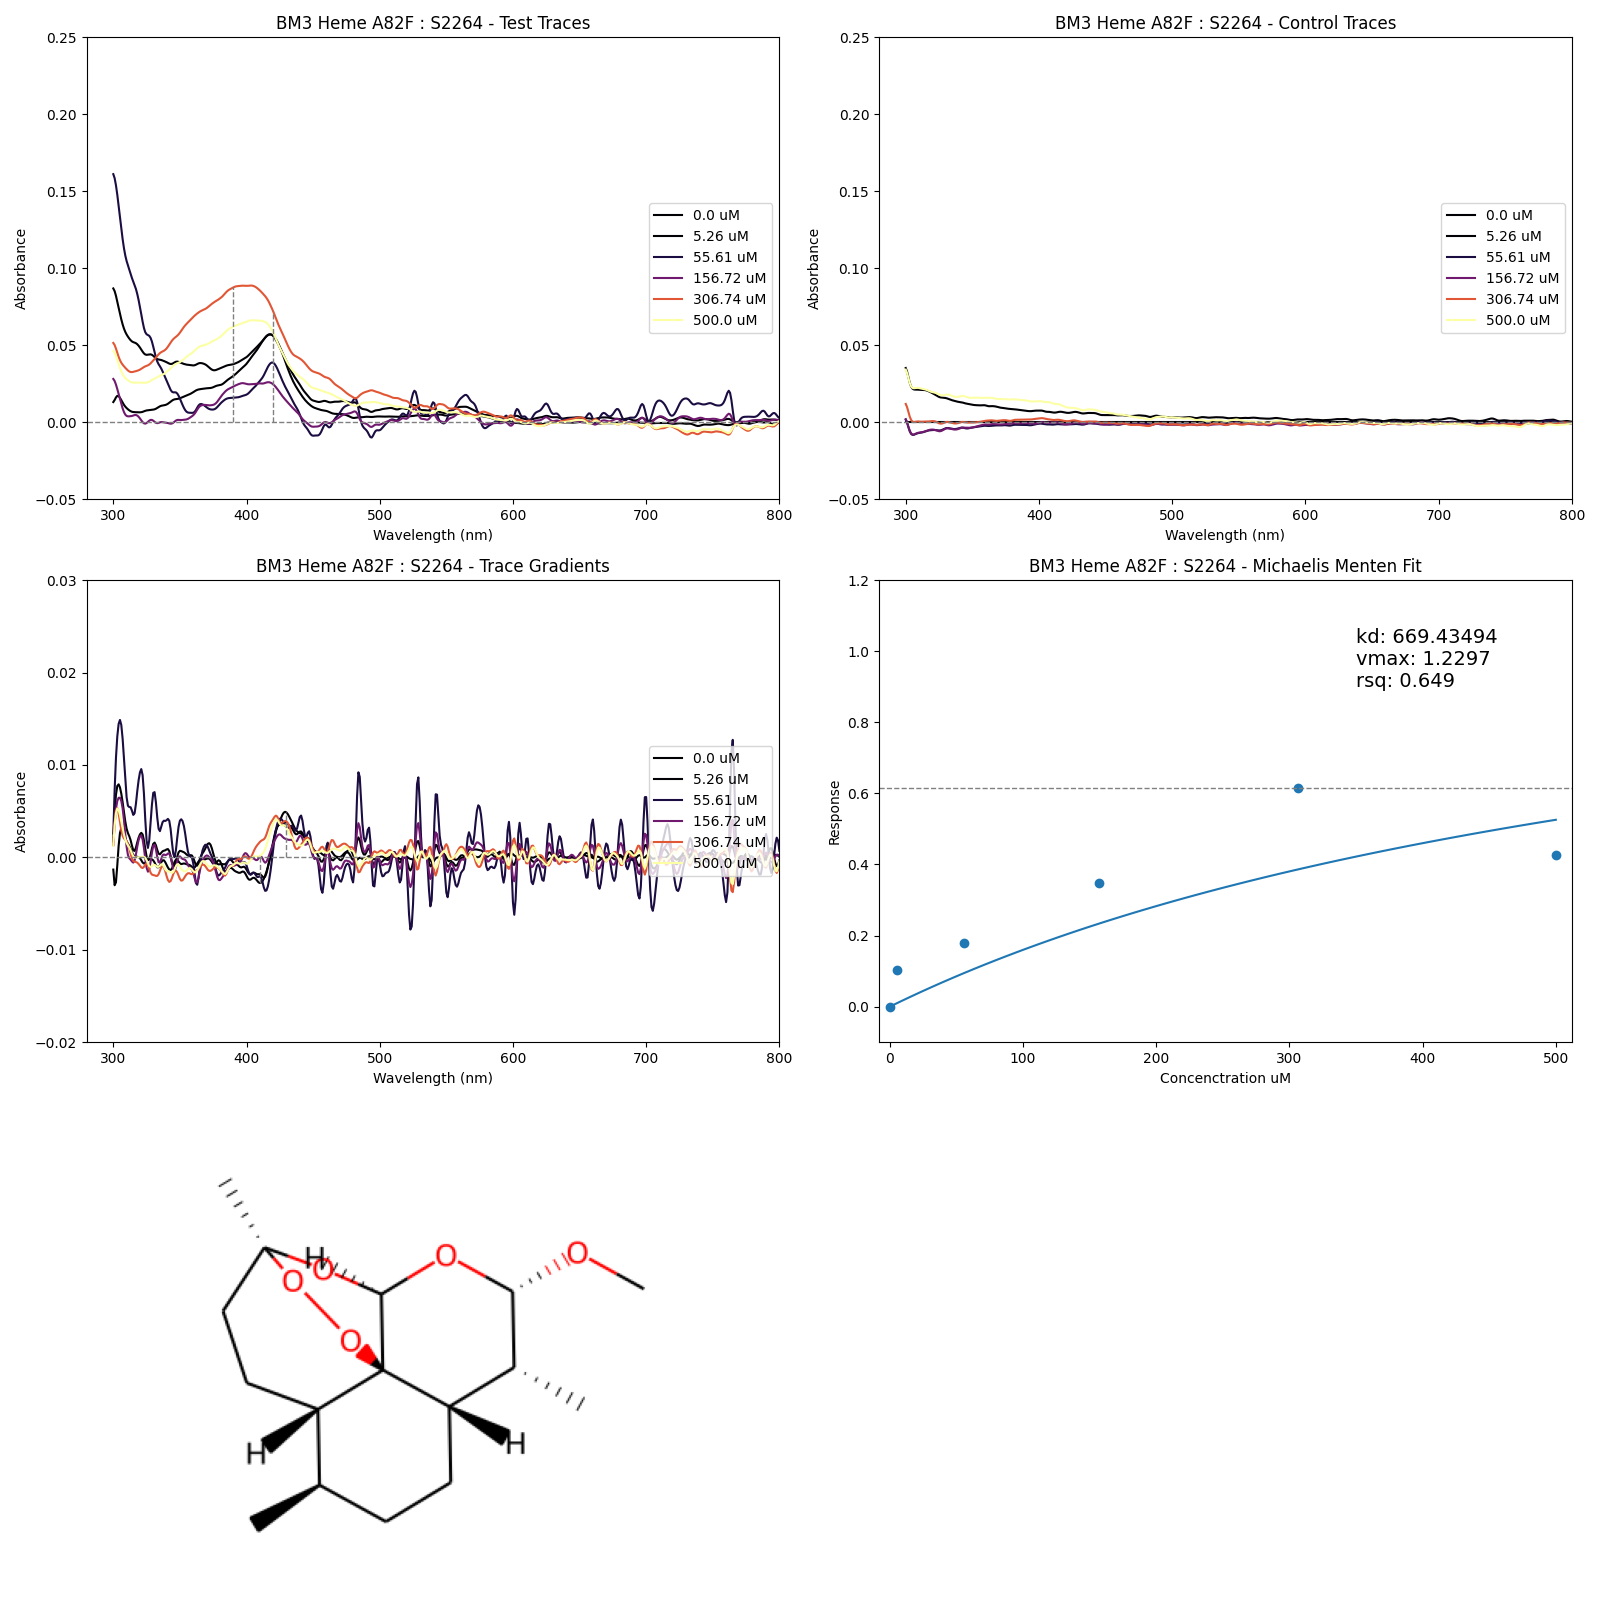 BM3 Heme A82F : S2264 - Test Traces
0.25
0.20
0.15
0.10
0.05
0.00
−0.05
Absorbance
300 400 500 600 700 800
Wavelength (nm)
0.0 uM
5.26 uM
55.61 uM
156.72 uM
306.74 uM
500.0 uM
BM3 Heme A82F : S2264 - Control Traces
0.25
0.20
0.15
0.10
0.05
0.00
−0.05
Absorbance
300 400 500 600 700 800
Wavelength (nm)
0.0 uM
5.26 uM
55.61 uM
156.72 uM
306.74 uM
500.0 uM
BM3 Heme A82F : S2264 - Trace Gradients
0.03
0.02
0.01
0.00
−0.01
−0.02
Absorbance
300 400 500 600 700 800
Wavelength (nm)
0.0 uM
5.26 uM
55.61 uM
156.72 uM
306.74 uM
500.0 uM
BM3 Heme A82F : S2264 - Michaelis Menten Fit
1.2
1.0
0.8
0.6
0.4
0.2
0.0
Response
0 100 200 300 400 500
Concenctration uM
kd: 669.43494
vmax: 1.2297
rsq: 0.649
H O O O
O
O
H H